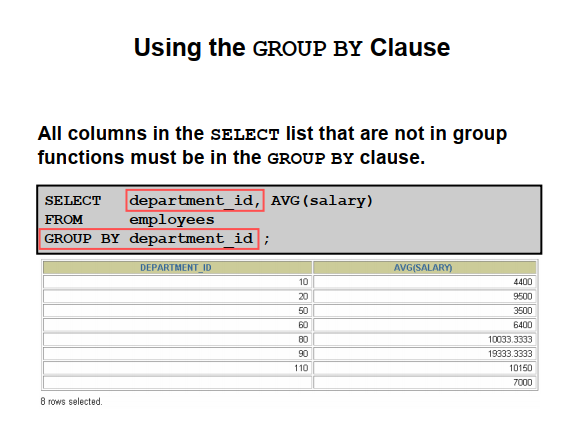 Using the GROUP BY Clause
All columns in the SELECT list that are not in group
functions must be in the GROUP BY clause.
SELECT department_id, AVG(salary)
FROM employees
GROUP BY department_id ;
DEPARTMENT_ID AVG(SALARY)
10 4400
20 9500
50 3500
60 6400
80 10033.3333
90 19333.3333
110 10150
7000
8 rows selected.